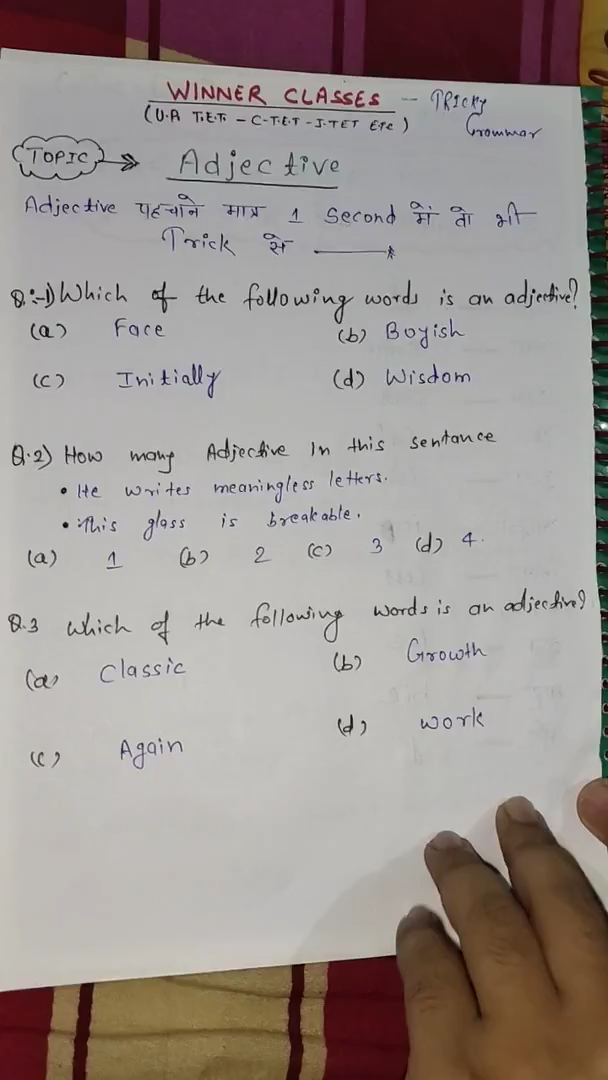 WINNER CLASSES -- TRICKY
(U.P T.E.T. - C-T.E.T - J.TET ETC) Grammar
TOPIC Adjective
Adjective पहचाने मात्र 1 Second में वो भी
Trick से
Q:-1) Which of the following words is an adjective?
(a) Face (b) Boyish
(c) Initially (d) Wisdom
Q.2) How many Adjective In this sentence
• He writes meaningless letters.
• This glass is breakable.
(a) 1 (b) 2 (c) 3 (d) 4.
Q.3 Which of the following words is an adjective?
(a) Classic (b) Growth
(c) Again (d) work